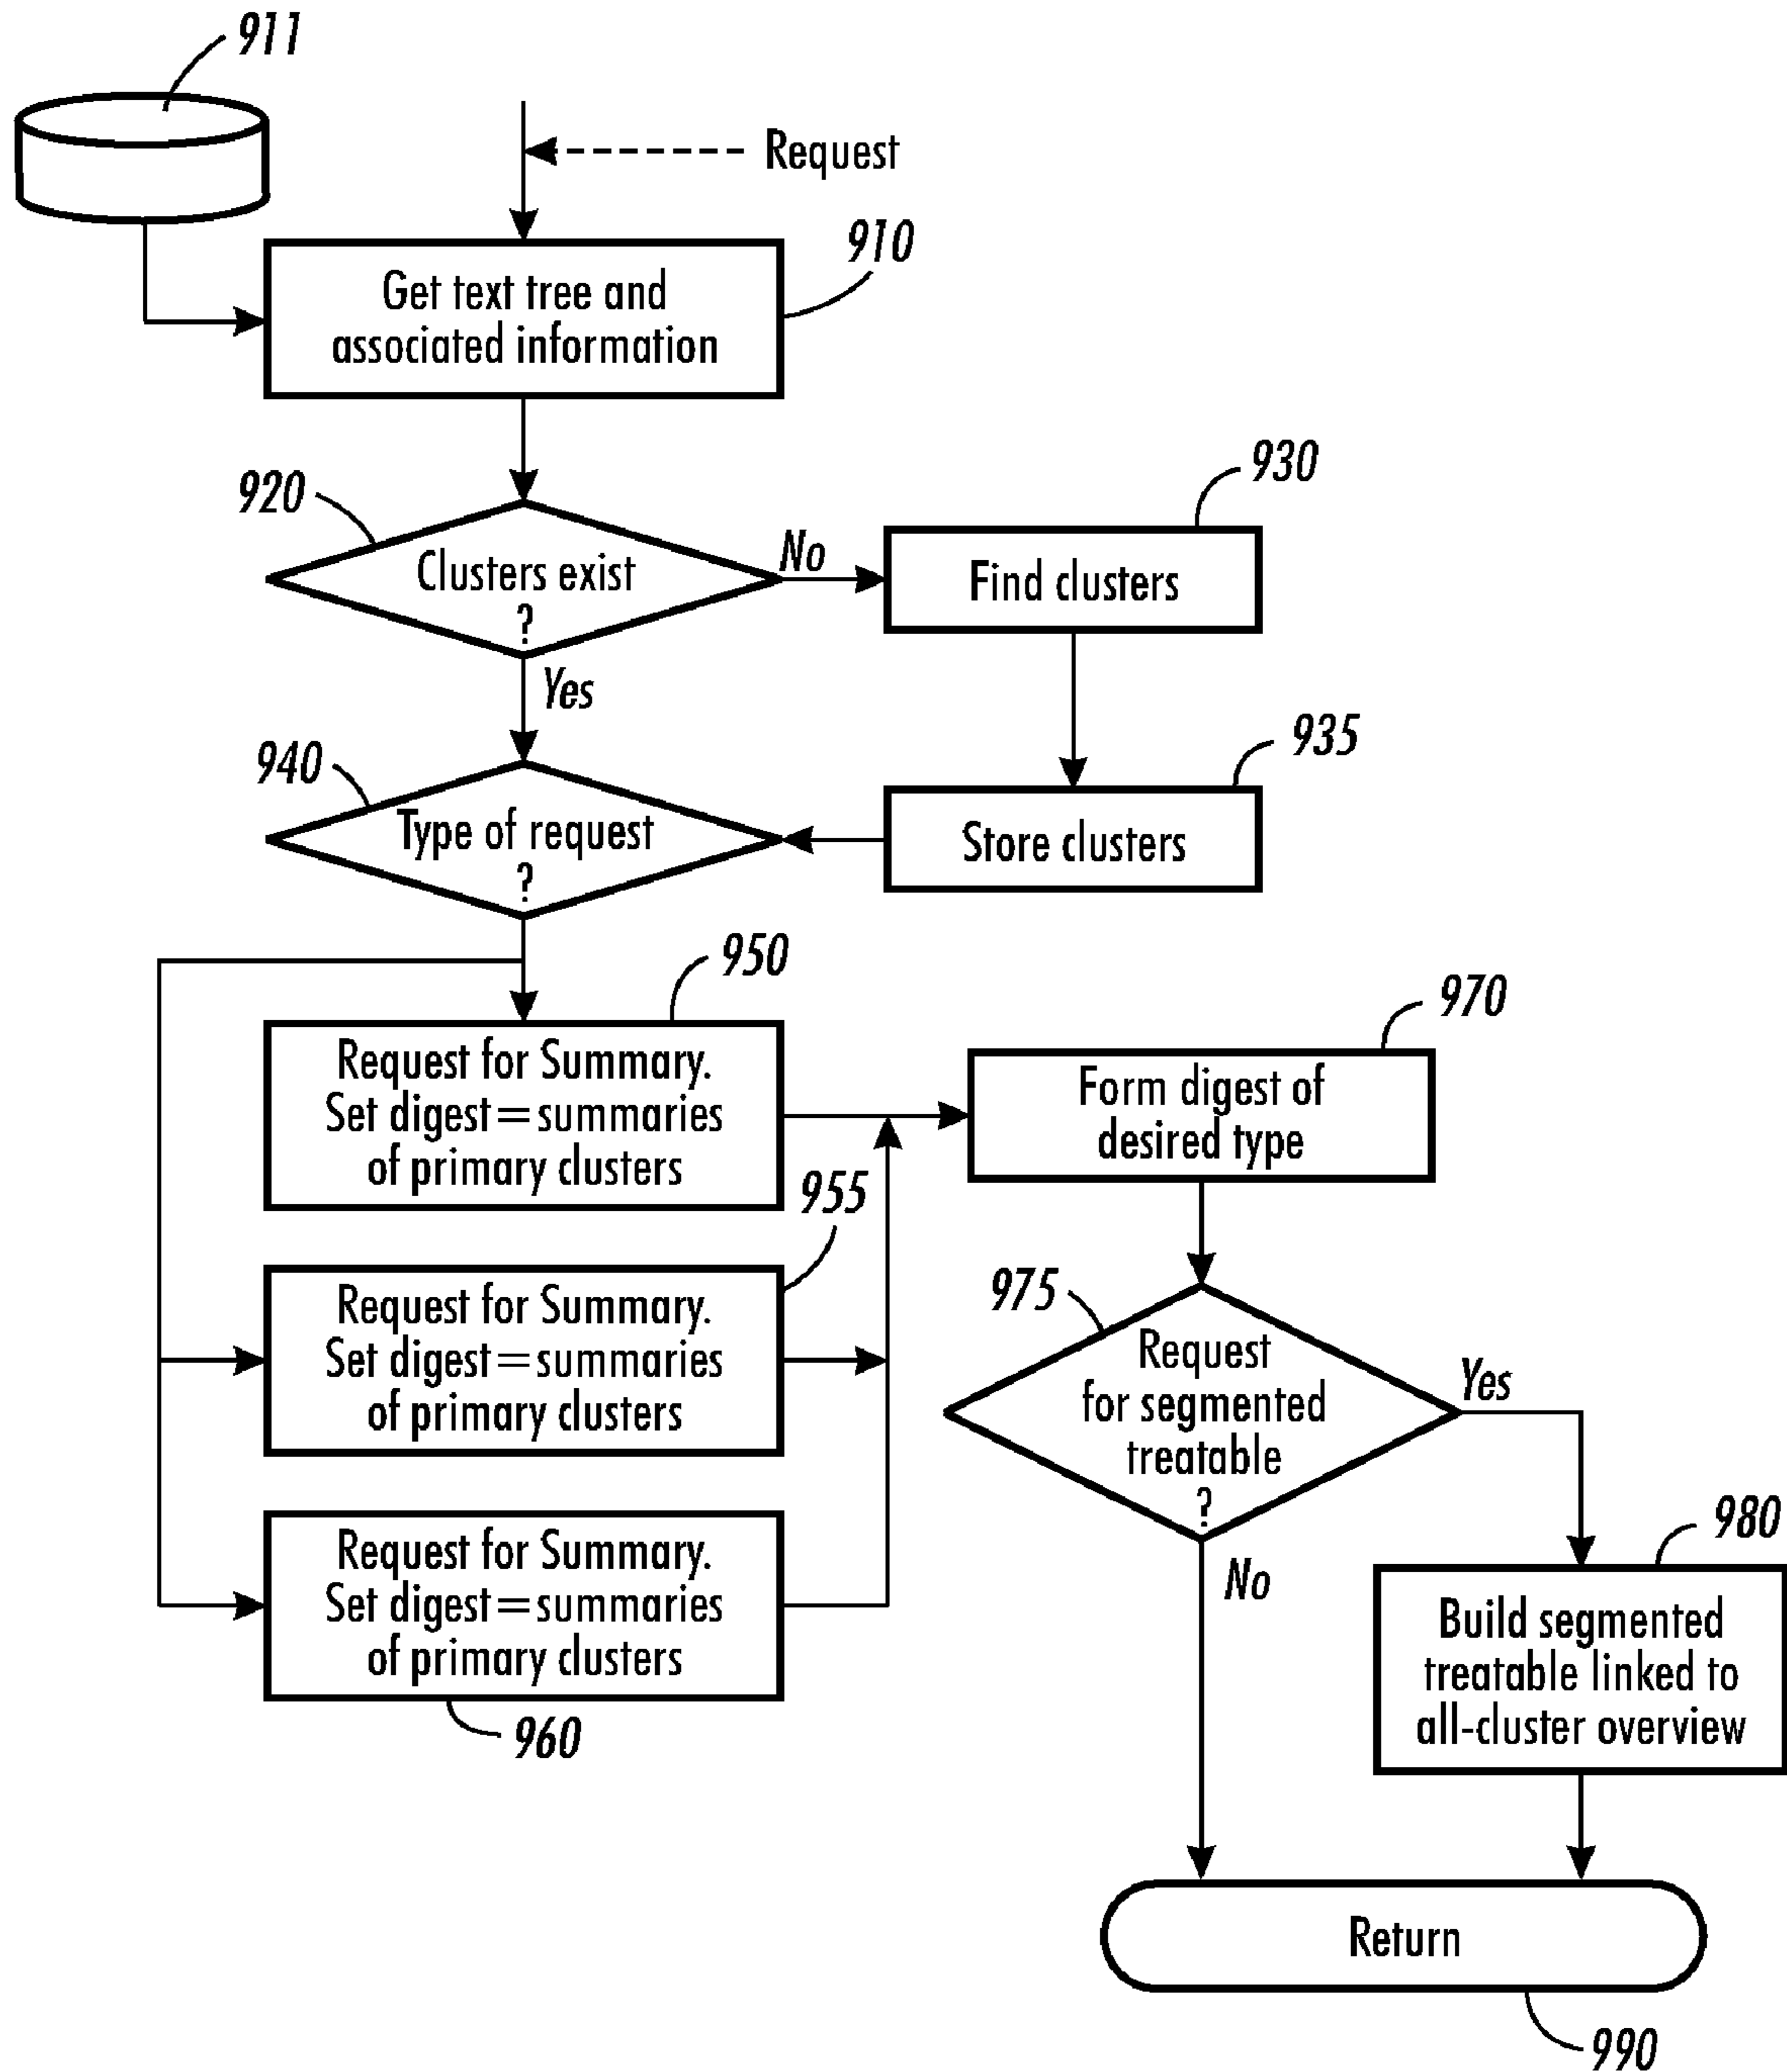 911
Request
910
Get text tree and
associated information
920
Clusters exist
?
No
930
Find clusters
Yes
940
Type of request
?
935
Store clusters
950
Request for Summary.
Set digest=summaries
of primary clusters
955
Request for Summary.
Set digest=summaries
of primary clusters
Request for Summary.
Set digest=summaries
of primary clusters
960
970
Form digest of
desired type
975
Request
for segmented
treatable
?
Yes
No
980
Build segmented
treatable linked to
all-cluster overview
Return
990